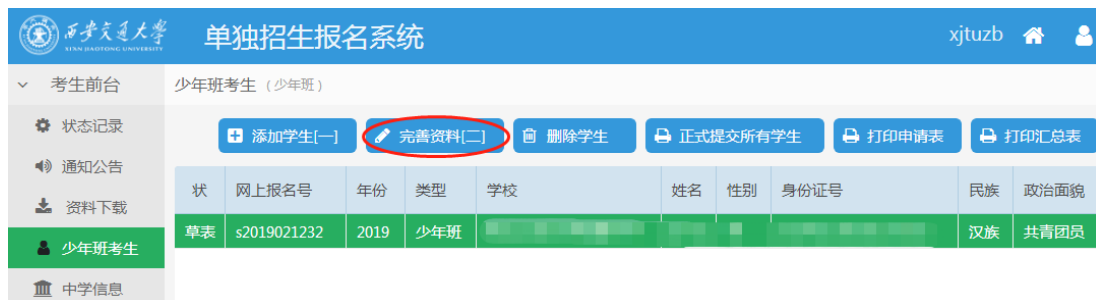 西安交通大学 单独招生报名系统 xjtuzb
XI'AN JIAOTONG UNIVERSITY
考生前台 少年班考生 (少年班)
状态记录 添加学生[一] 完善资料[二] 删除学生 正式提交所有学生 打印申请表 打印汇总表
通知公告
状 网上报名号 年份 类型 学校 姓名 性别 身份证号 民族 政治面貌
资料下载
草表 s2019021232 2019 少年班 汉族 共青团员
少年班考生
中学信息